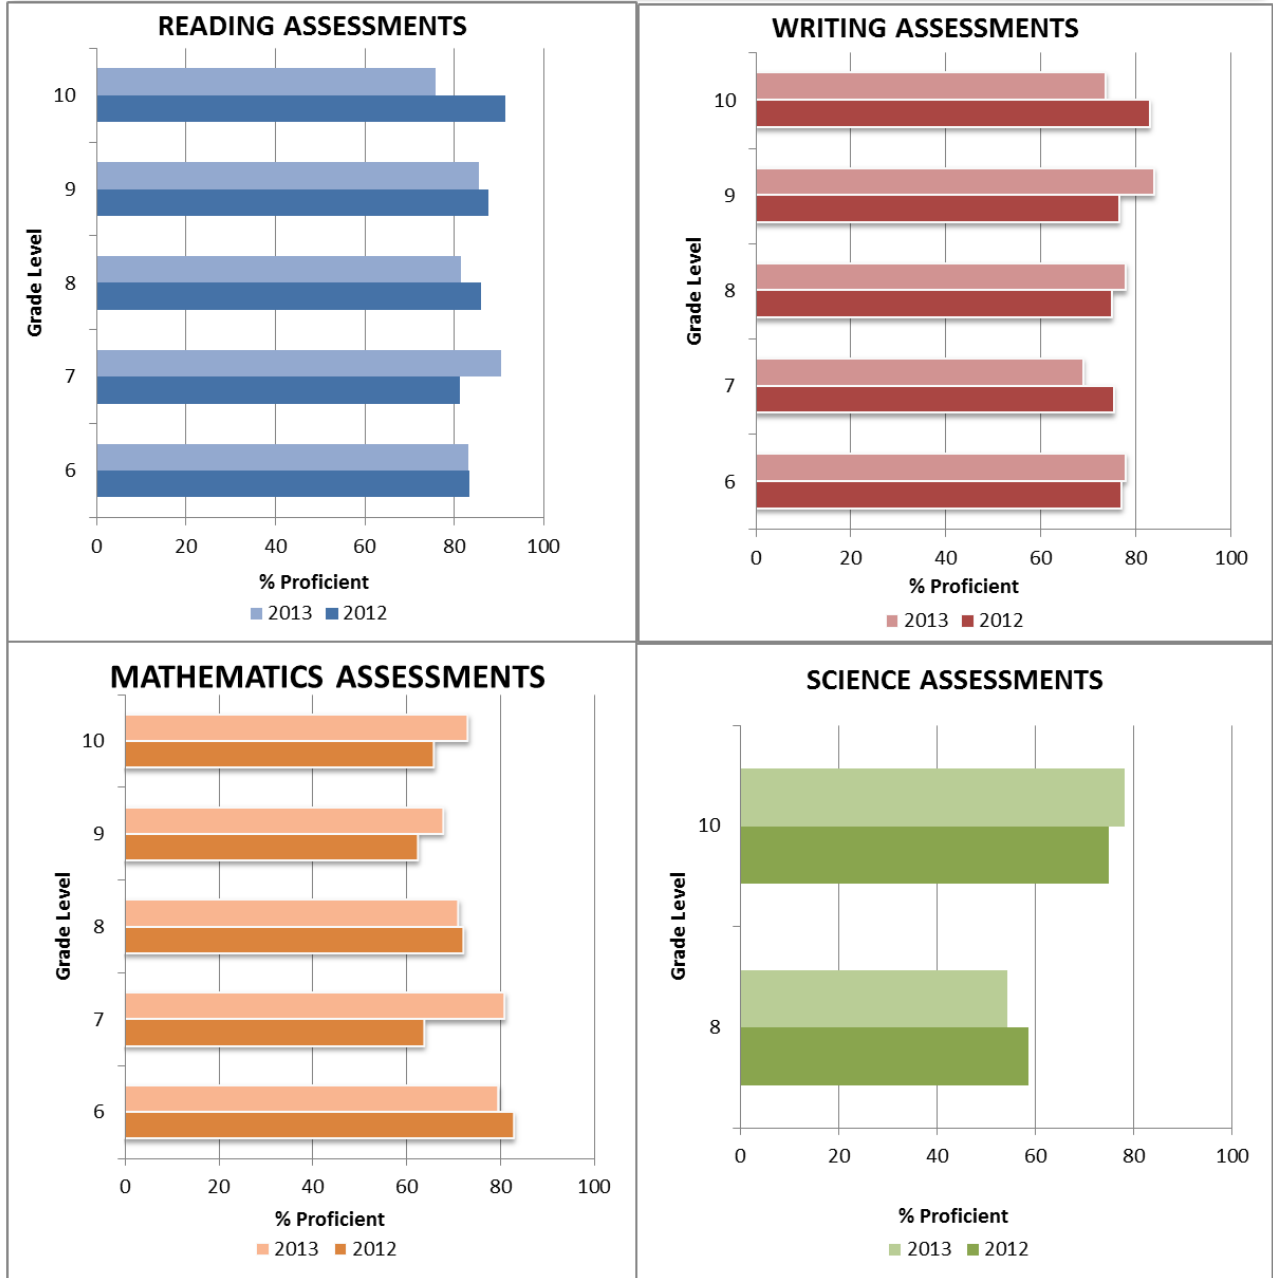 READING ASSESSMENTS
10
9
8
7
6
Grade Level
0 20 40 60 80 100
% Proficient
2013 2012
WRITING ASSESSMENTS
10
9
8
7
6
Grade Level
0 20 40 60 80 100
% Proficient
2013 2012
MATHEMATICS ASSESSMENTS
10
9
8
7
6
Grade Level
0 20 40 60 80 100
% Proficient
2013 2012
SCIENCE ASSESSMENTS
10
8
Grade Level
0 20 40 60 80 100
% Proficient
2013 2012